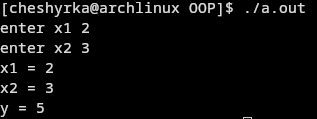 [cheshyrka@archlinux OOP]$ ./a.out
enter x1 2
enter x2 3
x1 = 2
x2 = 3
y = 5